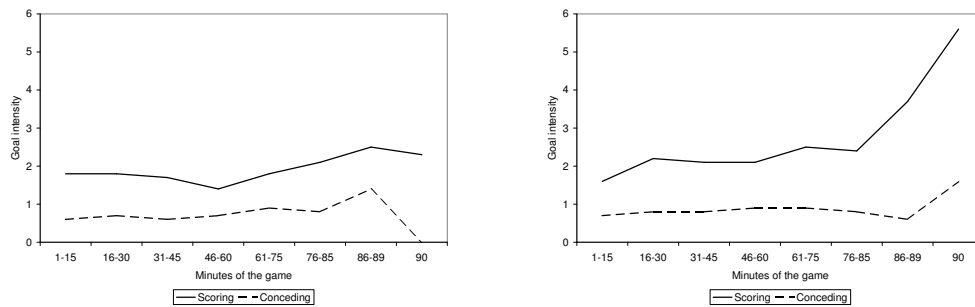 6
5
4
3
2
1
0
Goal intensity
1-15 16-30 31-45 46-60 61-75 76-85 86-89 90
Minutes of the game
Scoring Conceding
6
5
4
3
2
1
0
Goal intensity
1-15 16-30 31-45 46-60 61-75 76-85 86-89 90
Minutes of the game
Scoring Conceding